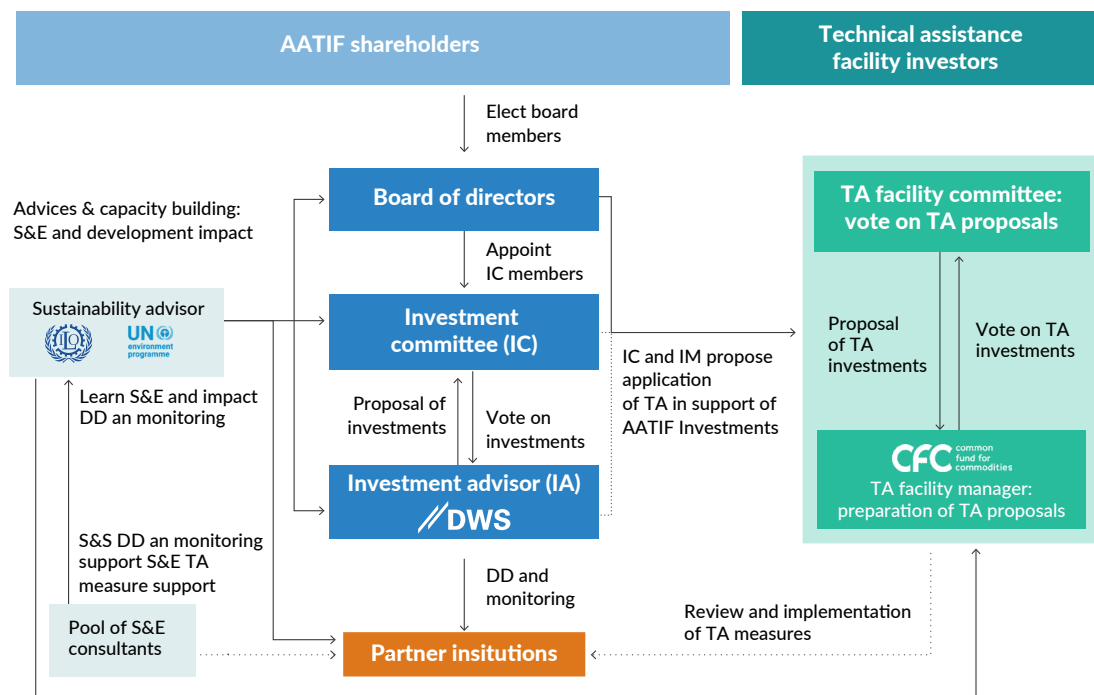 AATIF shareholders
Technical assistance
facility investors
Elect board
members
Board of directors
TA facility committee:
vote on TA proposals
Advices & capacity building:
S&E and development impact
Appoint
IC members
Sustainability advisor
UN
environment
programme
Investment
committee (IC)
Proposal
of TA
investments
Vote on TA
investments
IC and IM propose
application
of TA in support of
AATIF Investments
Learn S&E and impact
DD an monitoring
Proposal of
investments
Vote on
investments
Investment advisor (IA)
DWS
CFC common
fund for
commodities
TA facility manager:
preparation of TA proposals
S&S DD an monitoring
support S&E TA
measure support
DD and
monitoring
Pool of S&E
consultants
Review and implementation
of TA measures
Partner insitutions